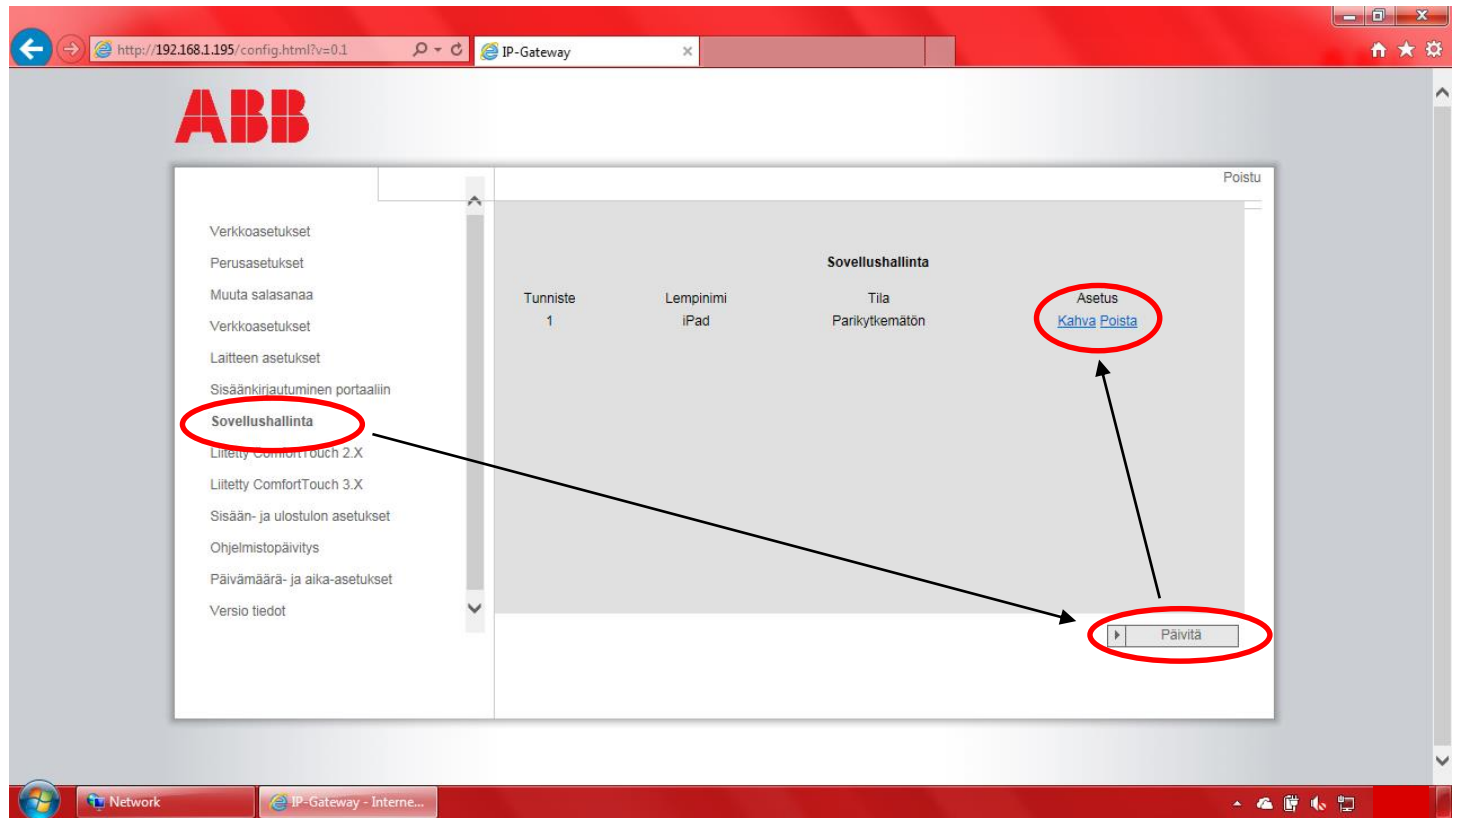 http://192.168.1.195/config.html?v=0.1
IP-Gateway
ABB
Poistu
Verkkoasetukset
Perusasetukset
Muuta salasanaa
Verkkoasetukset
Laitteen asetukset
Sisäänkirjautuminen portaaliin
Sovellushallinta
Liitetty ComfortTouch 2.X
Liitetty ComfortTouch 3.X
Sisään- ja ulostulon asetukset
Ohjelmistopäivitys
Päivämäärä- ja aika-asetukset
Versio tiedot
Sovellushallinta
Tunniste Lempinimi Tila Asetus
1 iPad Parikytkemätön Kahva Poista
Päivitä
Network
IP-Gateway - Interne...